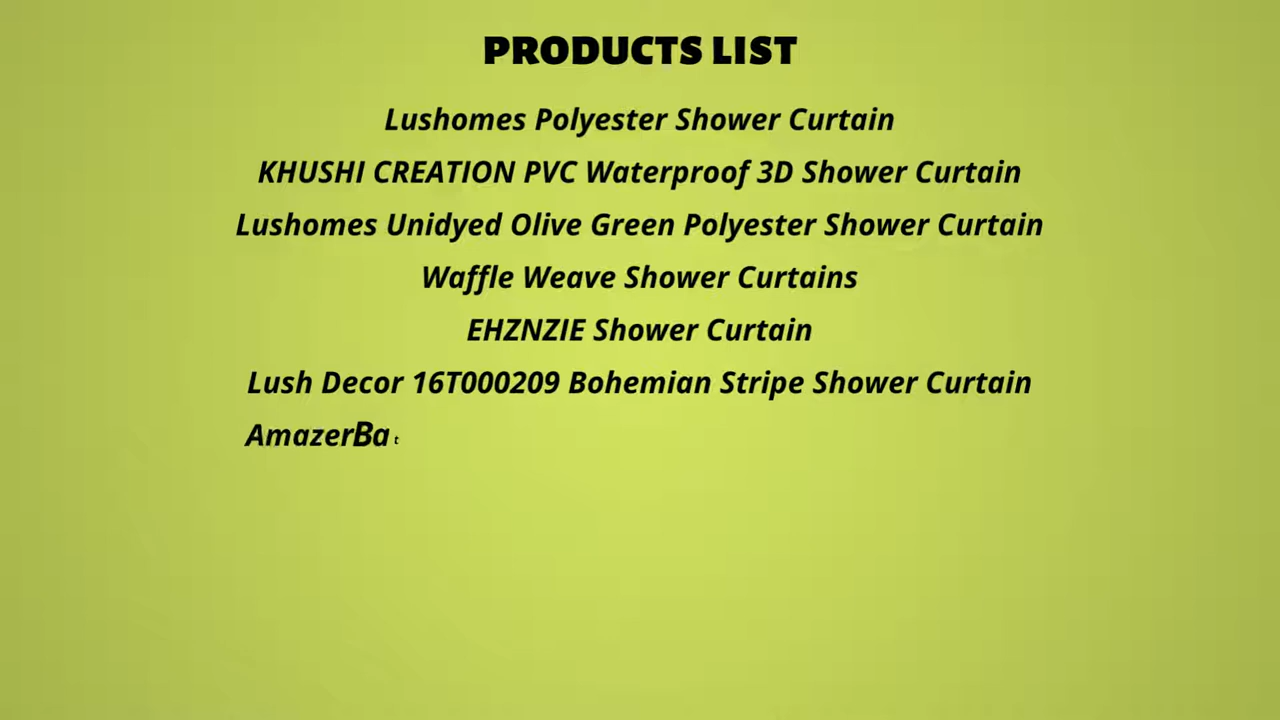 PRODUCTS LIST
Lushomes Polyester Shower Curtain
KHUSHI CREATION PVC Waterproof 3D Shower Curtain
Lushomes Unidyed Olive Green Polyester Shower Curtain
Waffle Weave Shower Curtains
EHZNZIE Shower Curtain
Lush Decor 16T000209 Bohemian Stripe Shower Curtain
AmazerBat